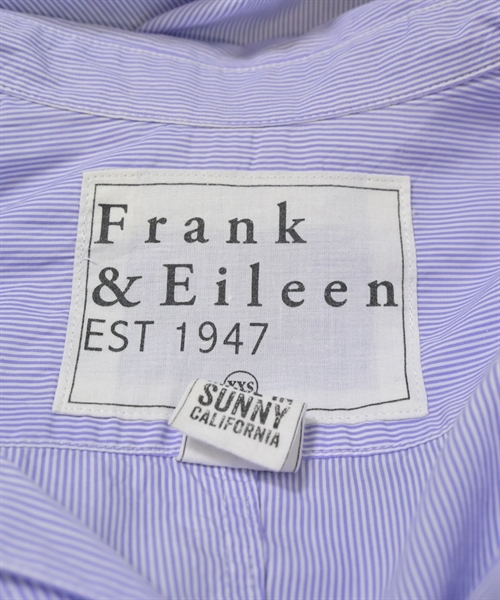 Frank
& Eileen
EST 1947
XXS
SUNNY
CALIFORNIA